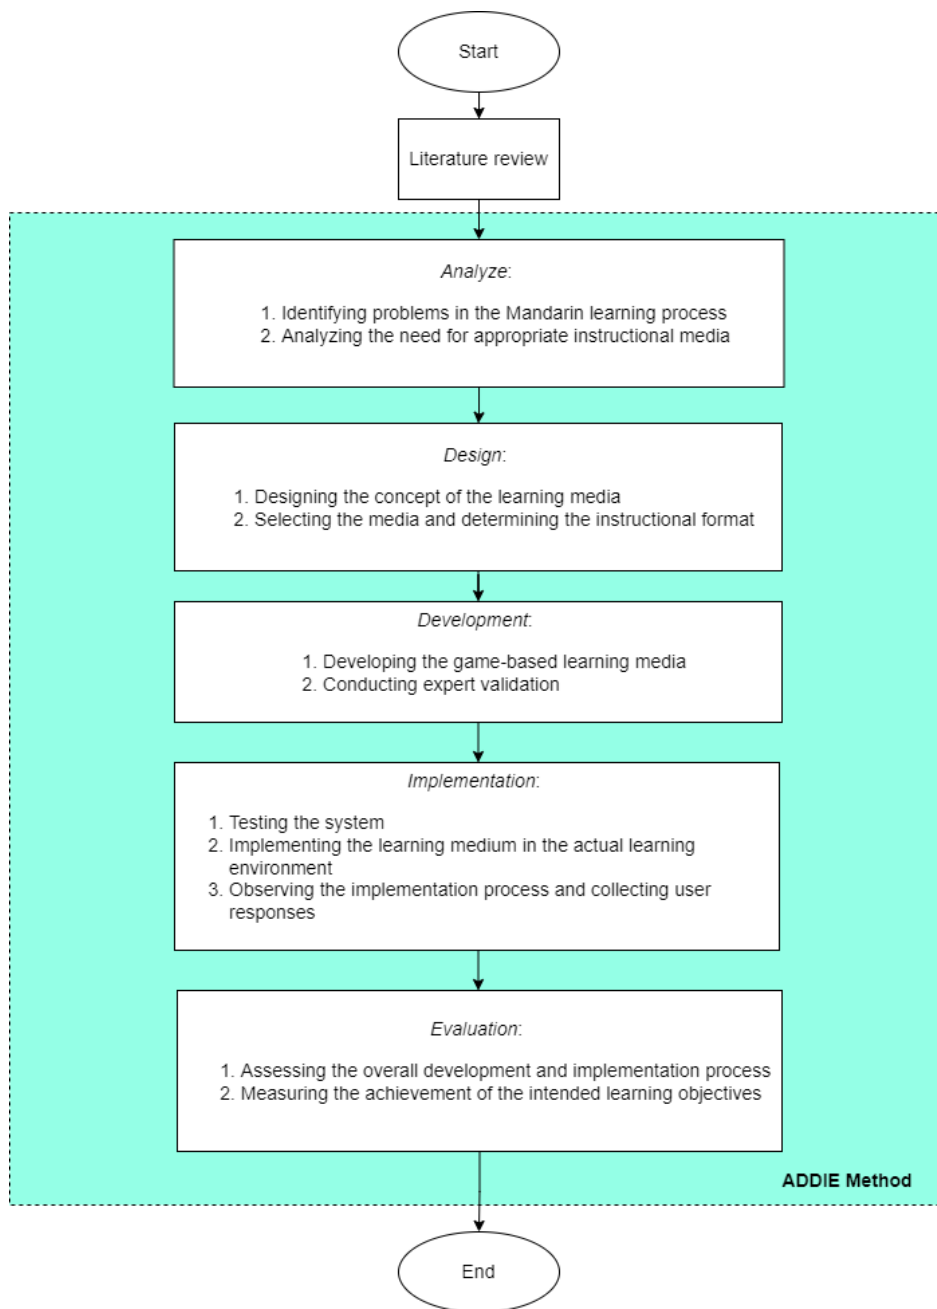 Start
Literature review
Analyze:
1. Identifying problems in the Mandarin learning process
2. Analyzing the need for appropriate instructional media
Design:
1. Designing the concept of the learning media
2. Selecting the media and determining the instructional format
Development:
1. Developing the game-based learning media
2. Conducting expert validation
Implementation:
1. Testing the system
2. Implementing the learning medium in the actual learning
environment
3. Observing the implementation process and collecting user
responses
Evaluation:
1. Assessing the overall development and implementation process
2. Measuring the achievement of the intended learning objectives
ADDIE Method
End